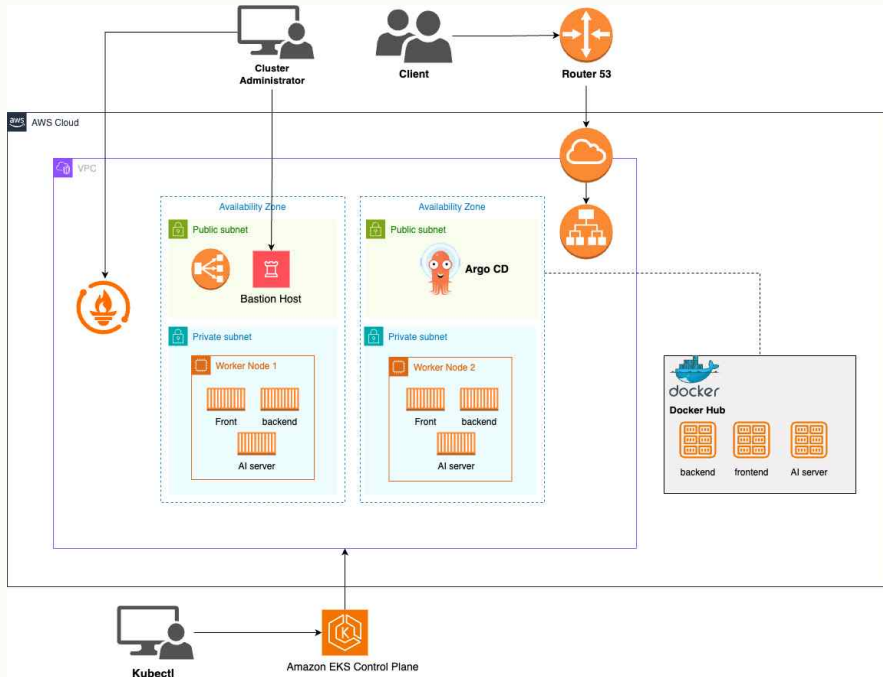 Cluster
Administrator
Client
Router 53
aws
AWS Cloud
VPC
Availability Zone
Public subnet
Bastion Host
Private subnet
Worker Node 1
Front
backend
AI server
Availability Zone
Public subnet
Argo CD
Private subnet
Worker Node 2
Front
backend
AI server
docker
Docker Hub
backend
frontend
AI server
Kubectl
K
Amazon EKS Control Plane